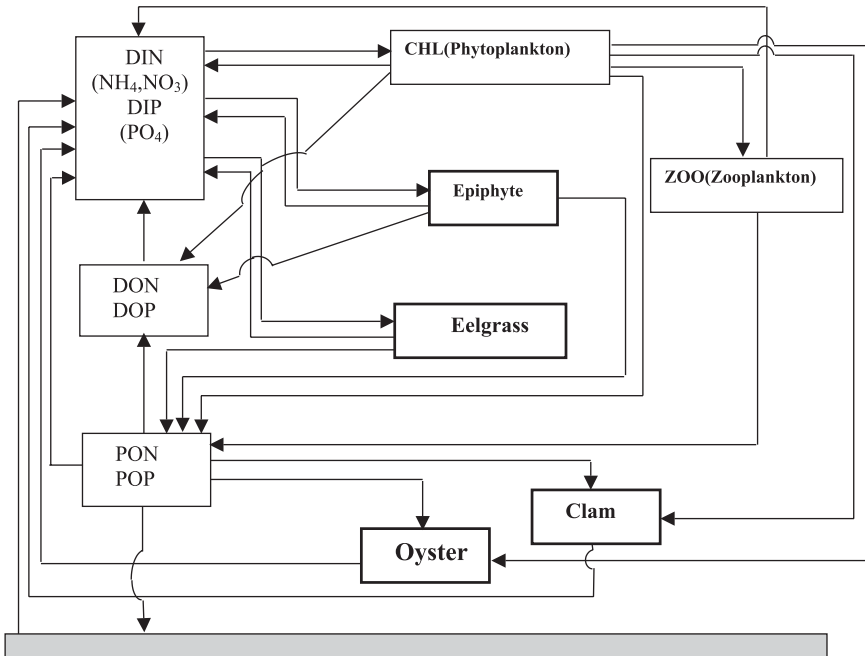 DIN
(NH₄,NO₃)
DIP
(PO₄)
CHL(Phytoplankton)
ZOO(Zooplankton)
Epiphyte
DON
DOP
Eelgrass
PON
POP
Clam
Oyster